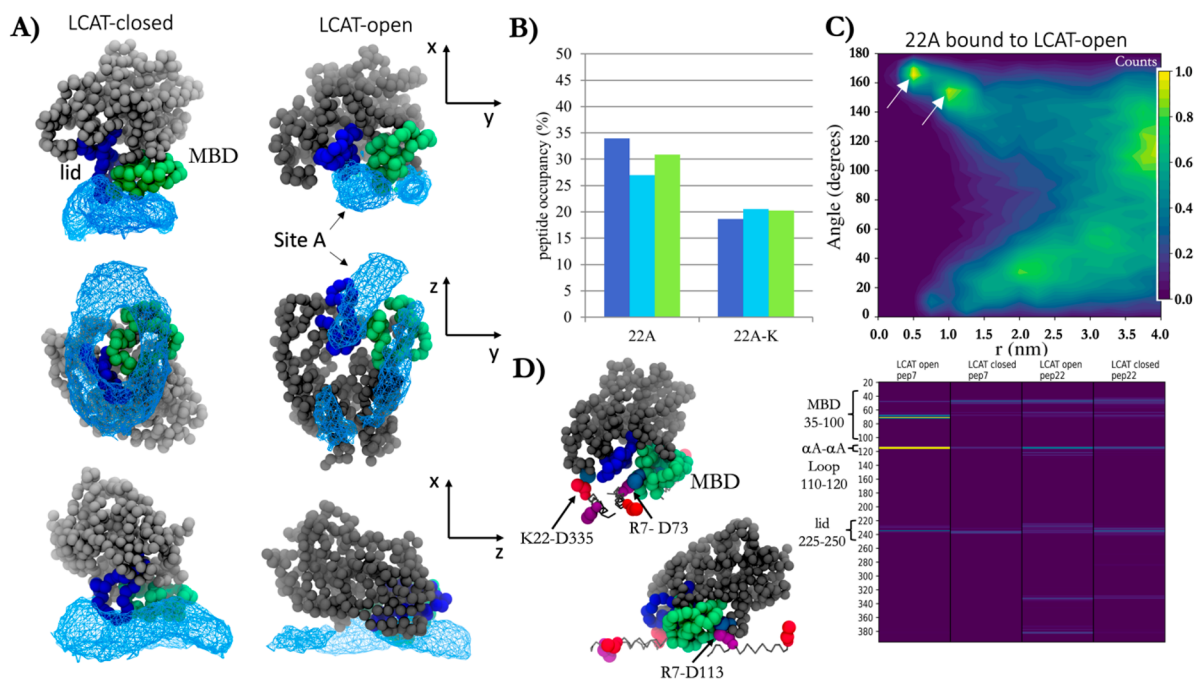 A)
LCAT-closed
LCAT-open
lid
MBD
x
y
Site A
z
y
x
z
B)
peptide occupancy (%)
50
45
40
35
30
25
20
15
10
5
0
22A
22A-K
C)
22A bound to LCAT-open
Counts
Angle (degrees)
180
160
140
120
100
80
60
40
20
0
0.0 0.5 1.0 1.5 2.0 2.5 3.0 3.5 4.0
r (nm)
1.0
0.8
0.6
0.4
0.2
0.0
D)
MBD
K22-D335
R7- D73
R7-D113
LCAT open
pep7
LCAT closed
pep7
LCAT open
pep22
LCAT closed
pep22
MBD
35-100
αA-αA
Loop
110-120
lid
225-250
20
40
60
80
100
120
150
180
200
220
240
260
280
300
320
340
360
380